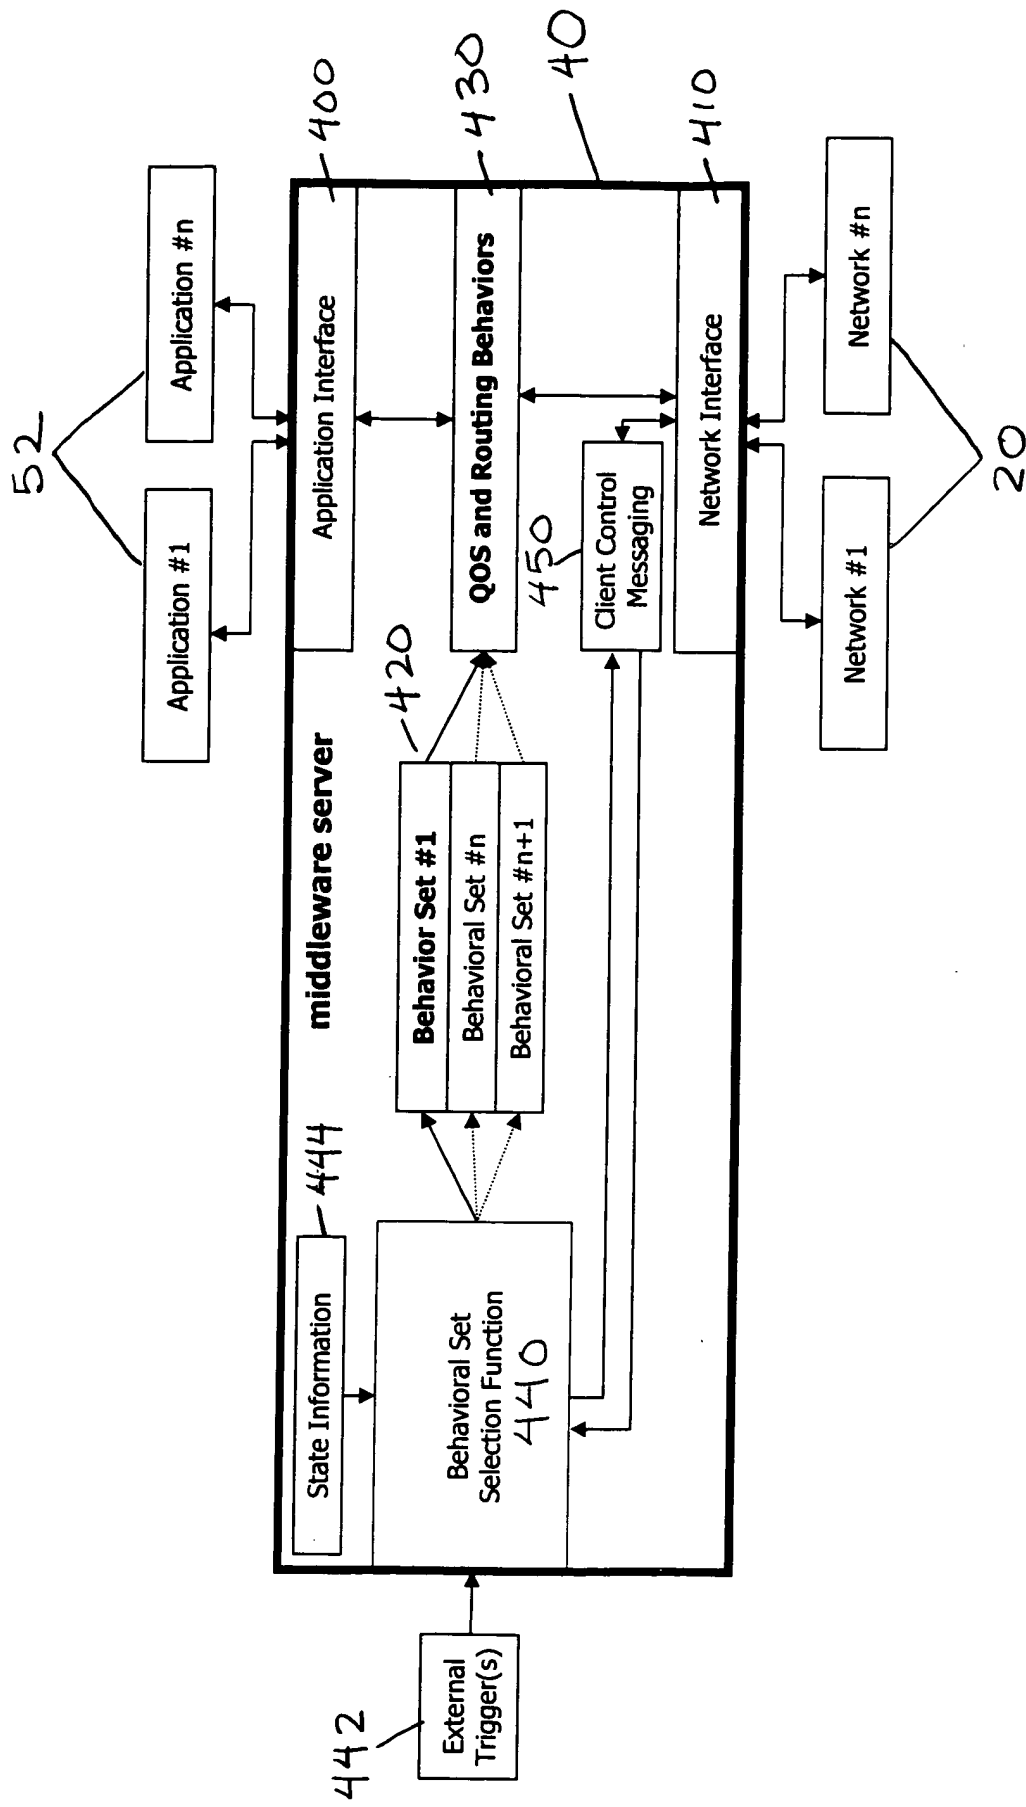 52
Application #1
Application #n
444
State Information
middleware server
Application Interface
400
442
External
Trigger(s)
Behavioral Set
Selection Function
440
420
Behavior Set #1
Behavioral Set #n
Behavioral Set #n+1
QOS and Routing Behaviors
430
450
Client Control
Messaging
40
Network Interface
410
Network #1
Network #n
20